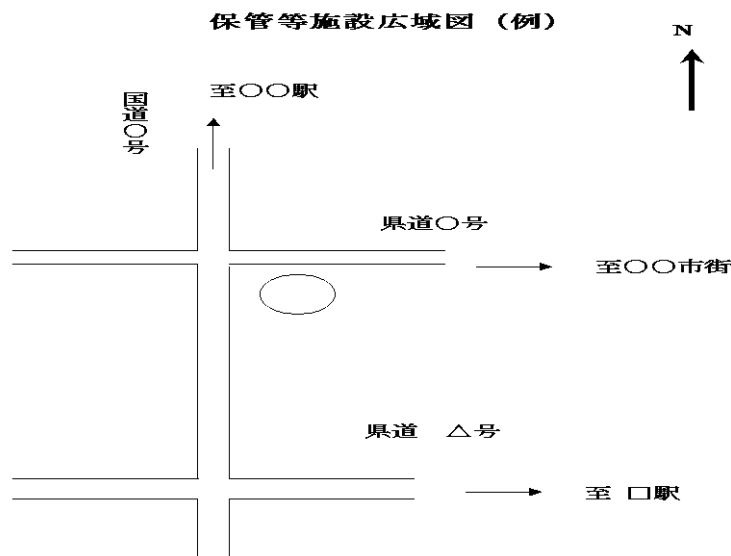 保管等施設広域図（例）
N
国道〇号
至〇〇駅
県道〇号
至〇〇市街
県道　△号
至 口駅